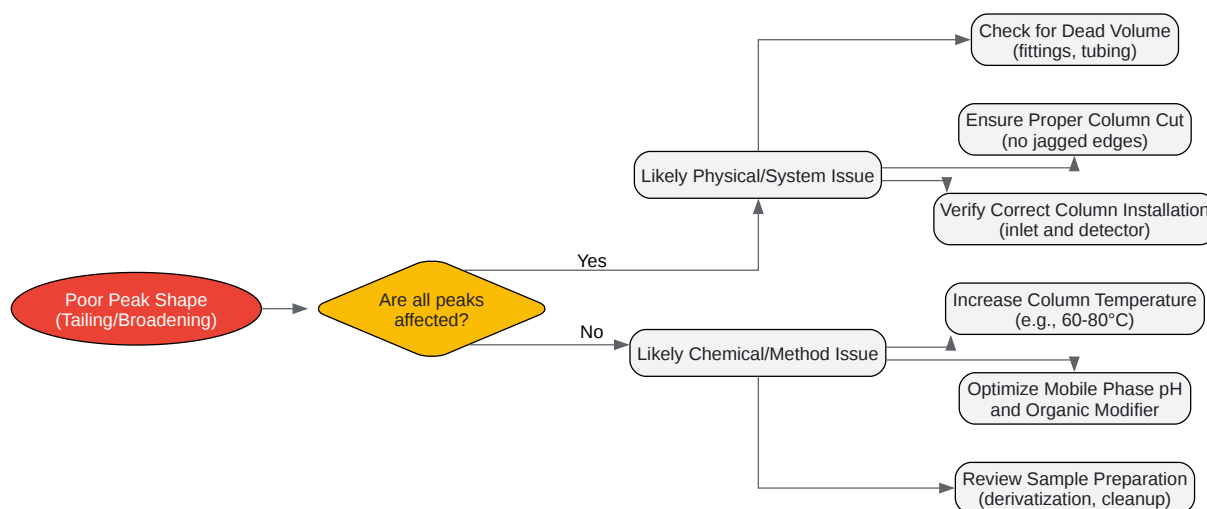 Check for Dead Volume
(fittings, tubing)
Ensure Proper Column Cut
(no jagged edges)
Likely Physical/System Issue
Verify Correct Column Installation
(inlet and detector)
Yes
Poor Peak Shape
(Tailing/Broadening)
Are all peaks
affected?
Increase Column Temperature
(e.g., 60-80°C)
No
Likely Chemical/Method Issue
Optimize Mobile Phase pH
and Organic Modifier
Review Sample Preparation
(derivatization, cleanup)